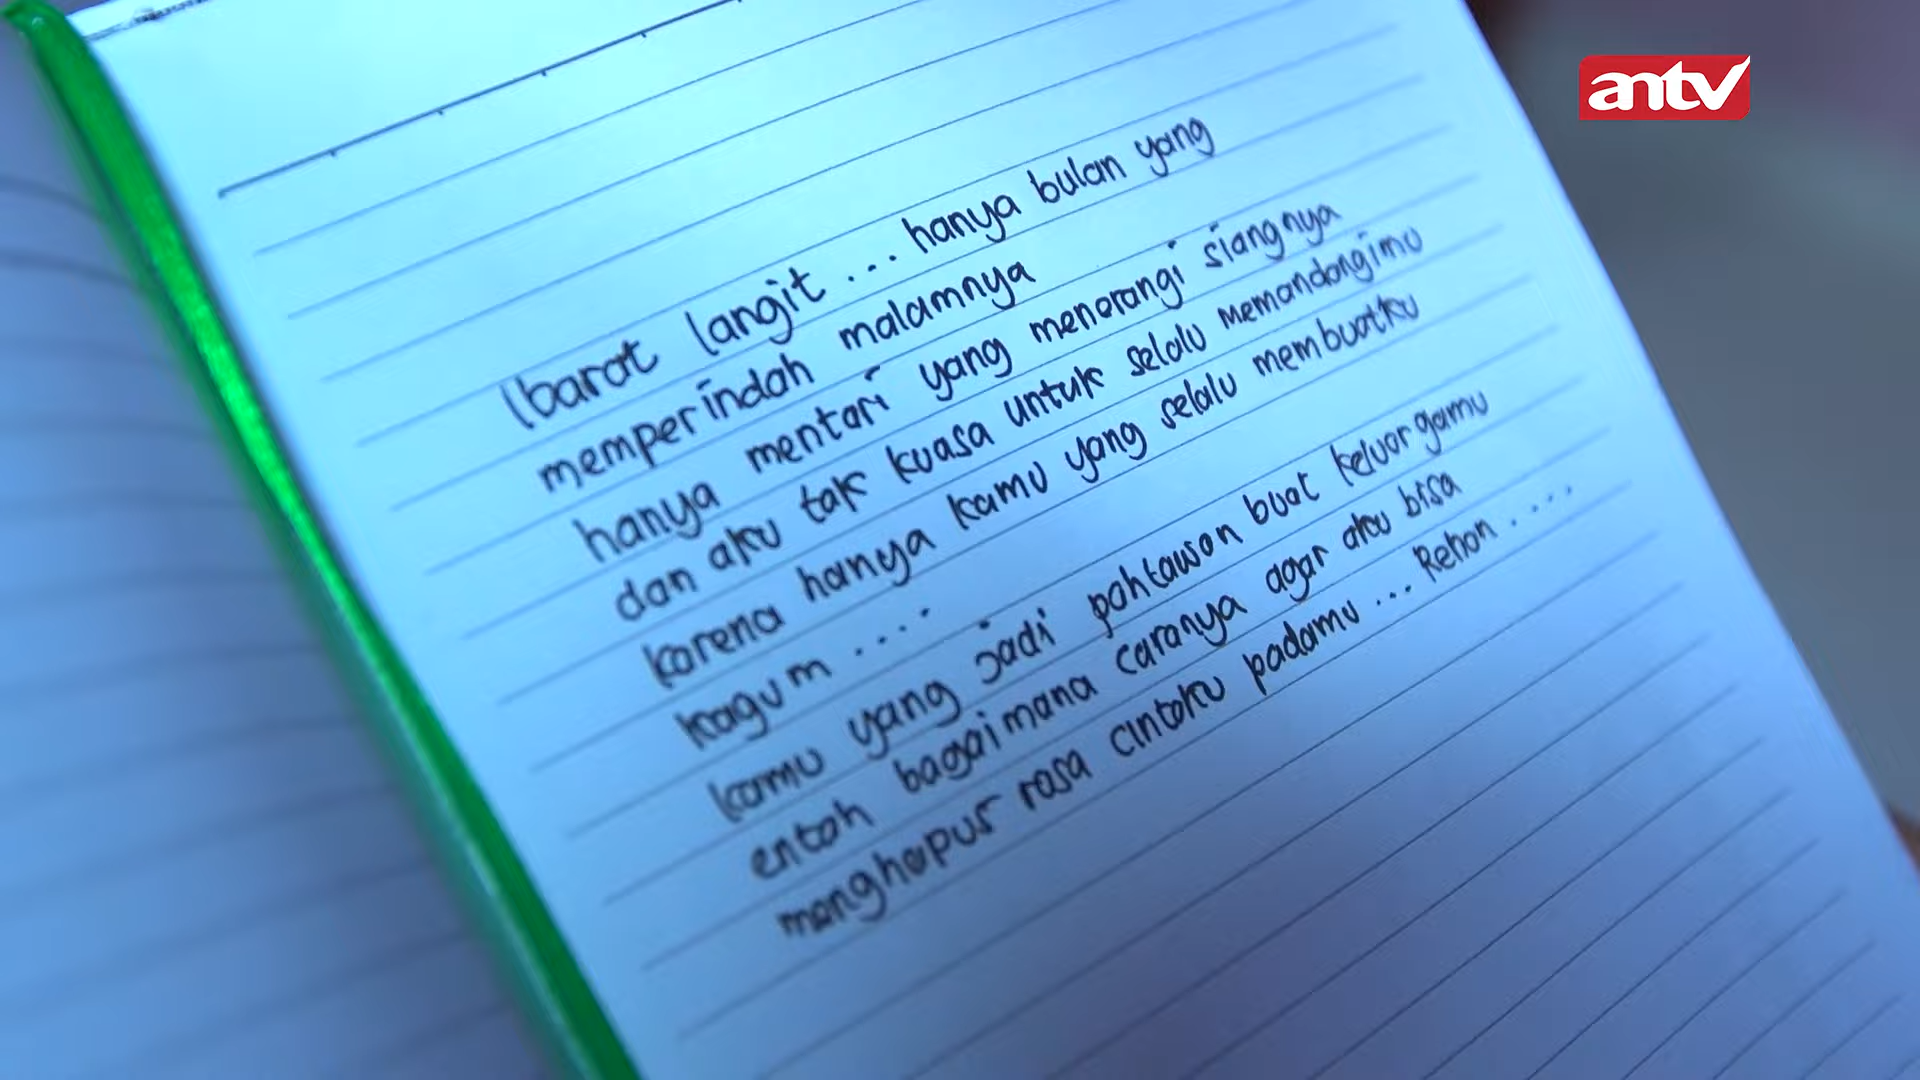 antv
Ibarat langit ... hanya bulan yang
memperindah malamnya
hanya mentari yang menerangi siangnya
dan aku tak kuasa untuk selalu memandangimu
karena hanya kamu yang selalu membuatku
kagum ....
kamu yang jadi pahlawan buat keluargamu
entah bagaimana caranya agar aku bisa
menghapus rasa cintaku padamu ... Rehan ....